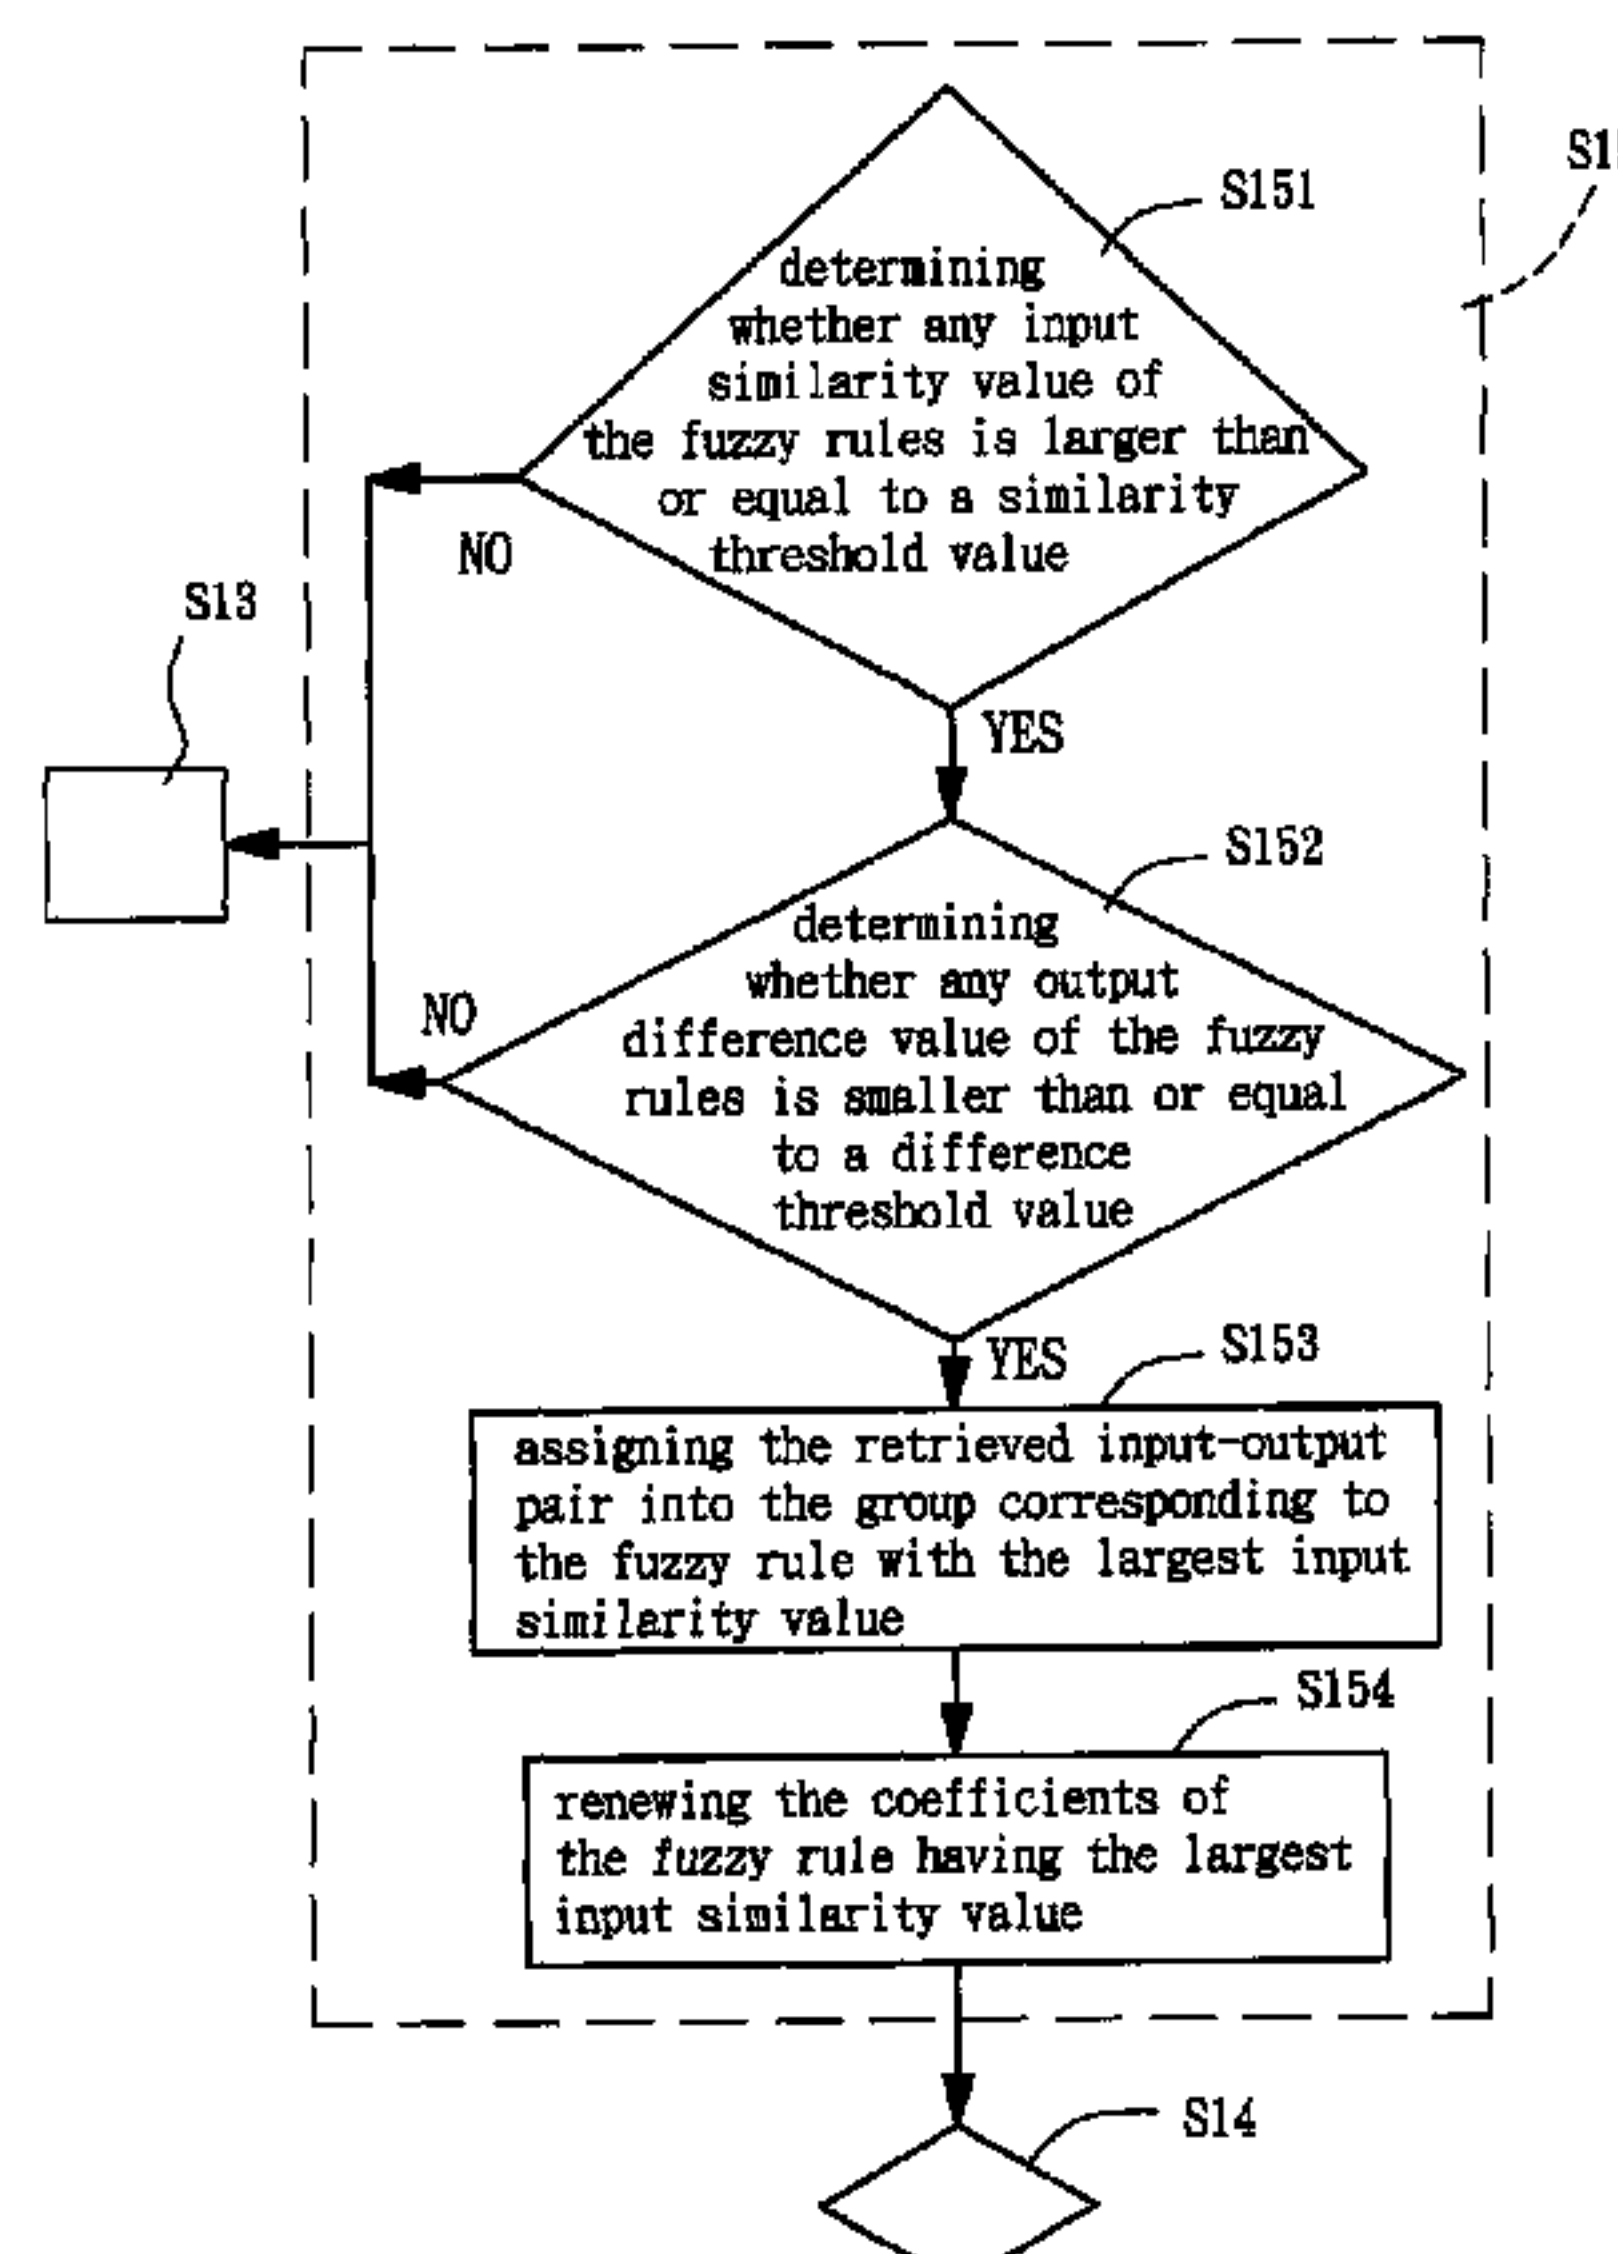 S151
determining
whether any input
similarity value of
the fuzzy rules is larger than
or equal to a similarity
threshold value
NO
S13
YES
S152
determining
whether any output
difference value of the fuzzy
rules is smaller than or equal
to a difference
threshold value
NO
YES
S153
assigning the retrieved input-output
pair into the group corresponding to
the fuzzy rule with the largest input
similarity value
S154
renewing the coefficients of
the fuzzy rule having the largest
input similarity value
S14